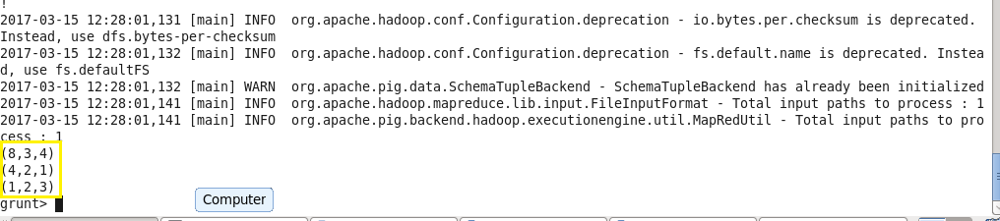 !
2017-03-15 12:28:01,131 [main] INFO  org.apache.hadoop.conf.Configuration.deprecation - io.bytes.per.checksum is deprecated.
Instead, use dfs.bytes-per-checksum
2017-03-15 12:28:01,132 [main] INFO  org.apache.hadoop.conf.Configuration.deprecation - fs.default.name is deprecated. Instea
d, use fs.defaultFS
2017-03-15 12:28:01,132 [main] WARN  org.apache.pig.data.SchemaTupleBackend - SchemaTupleBackend has already been initialized
2017-03-15 12:28:01,141 [main] INFO  org.apache.hadoop.mapreduce.lib.input.FileInputFormat - Total input paths to process : 1
2017-03-15 12:28:01,141 [main] INFO  org.apache.pig.backend.hadoop.executionengine.util.MapRedUtil - Total input paths to pro
cess : 1
(8,3,4)
(4,2,1)
(1,2,3)
grunt>
Computer